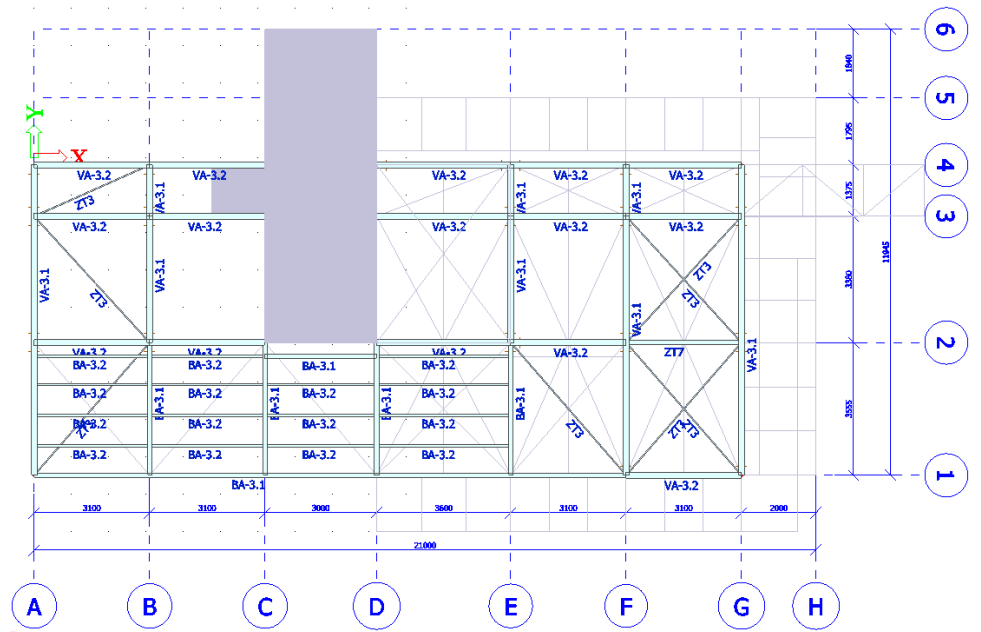 6
1840
5
Y
1795
X
4
VA-3.2
VA-3.2
VA-3.2
VA-3.2
VA-3.2
1375
ZT3
VA-3.1
VA-3.1
VA-3.1
3
VA-3.2
VA-3.2
VA-3.2
VA-3.2
VA-3.2
11945
3380
VA-3.1
VA-3.1
VA-3.1
ZT3
ZT3
ZT3
VA-3.1
2
VA-3.2
VA-3.2
VA-3.2
VA-3.2
ZT7
VA-3.1
BA-3.2
BA-3.2
BA-3.1
BA-3.2
BA-3.2
BA-3.2
BA-3.2
BA-3.2
BA-3.1
BA-3.1
BA-3.1
BA-3.1
3555
BA-3.2
BA-3.2
BA-3.2
BA-3.2
ZT3
ZT3
ZT3
ZT3
BA-3.2
BA-3.2
BA-3.2
BA-3.2
1
BA-3.1
VA-3.2
3100
3100
3000
3600
3100
3100
2000
21000
A
B
C
D
E
F
G
H